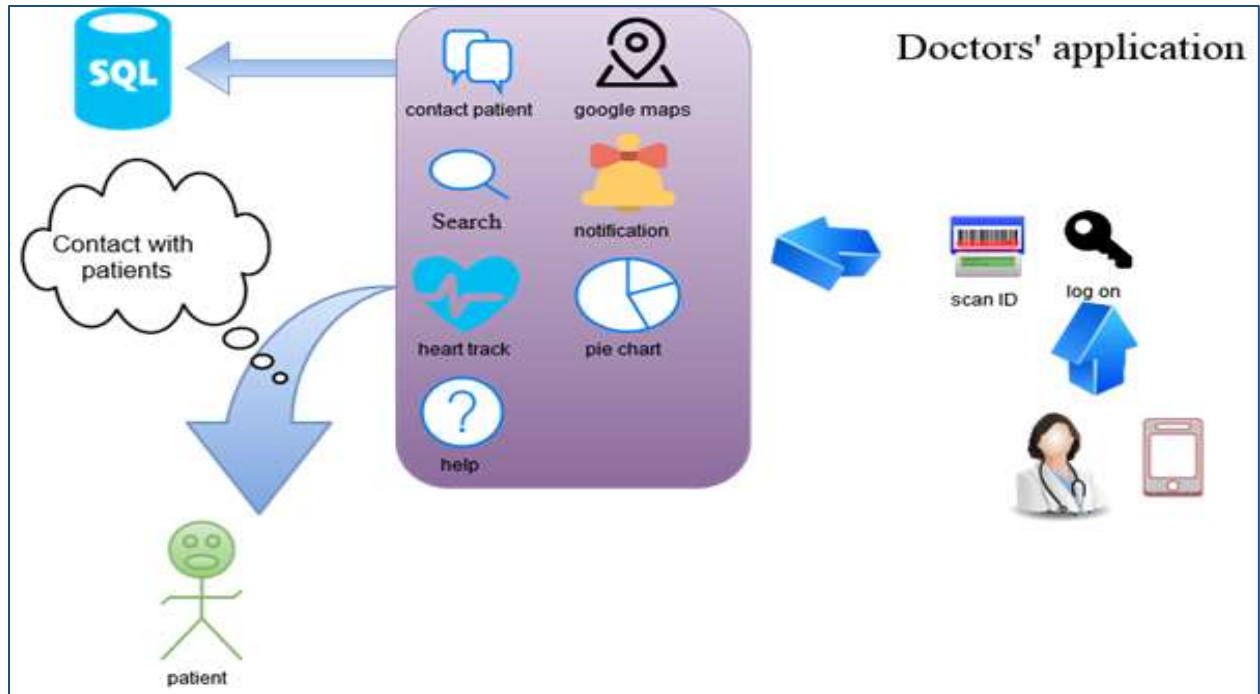 Doctors' application
SQL
contact patient
google maps
Search
notification
heart track
pie chart
help
Contact with
patients
scan ID
log on
patient